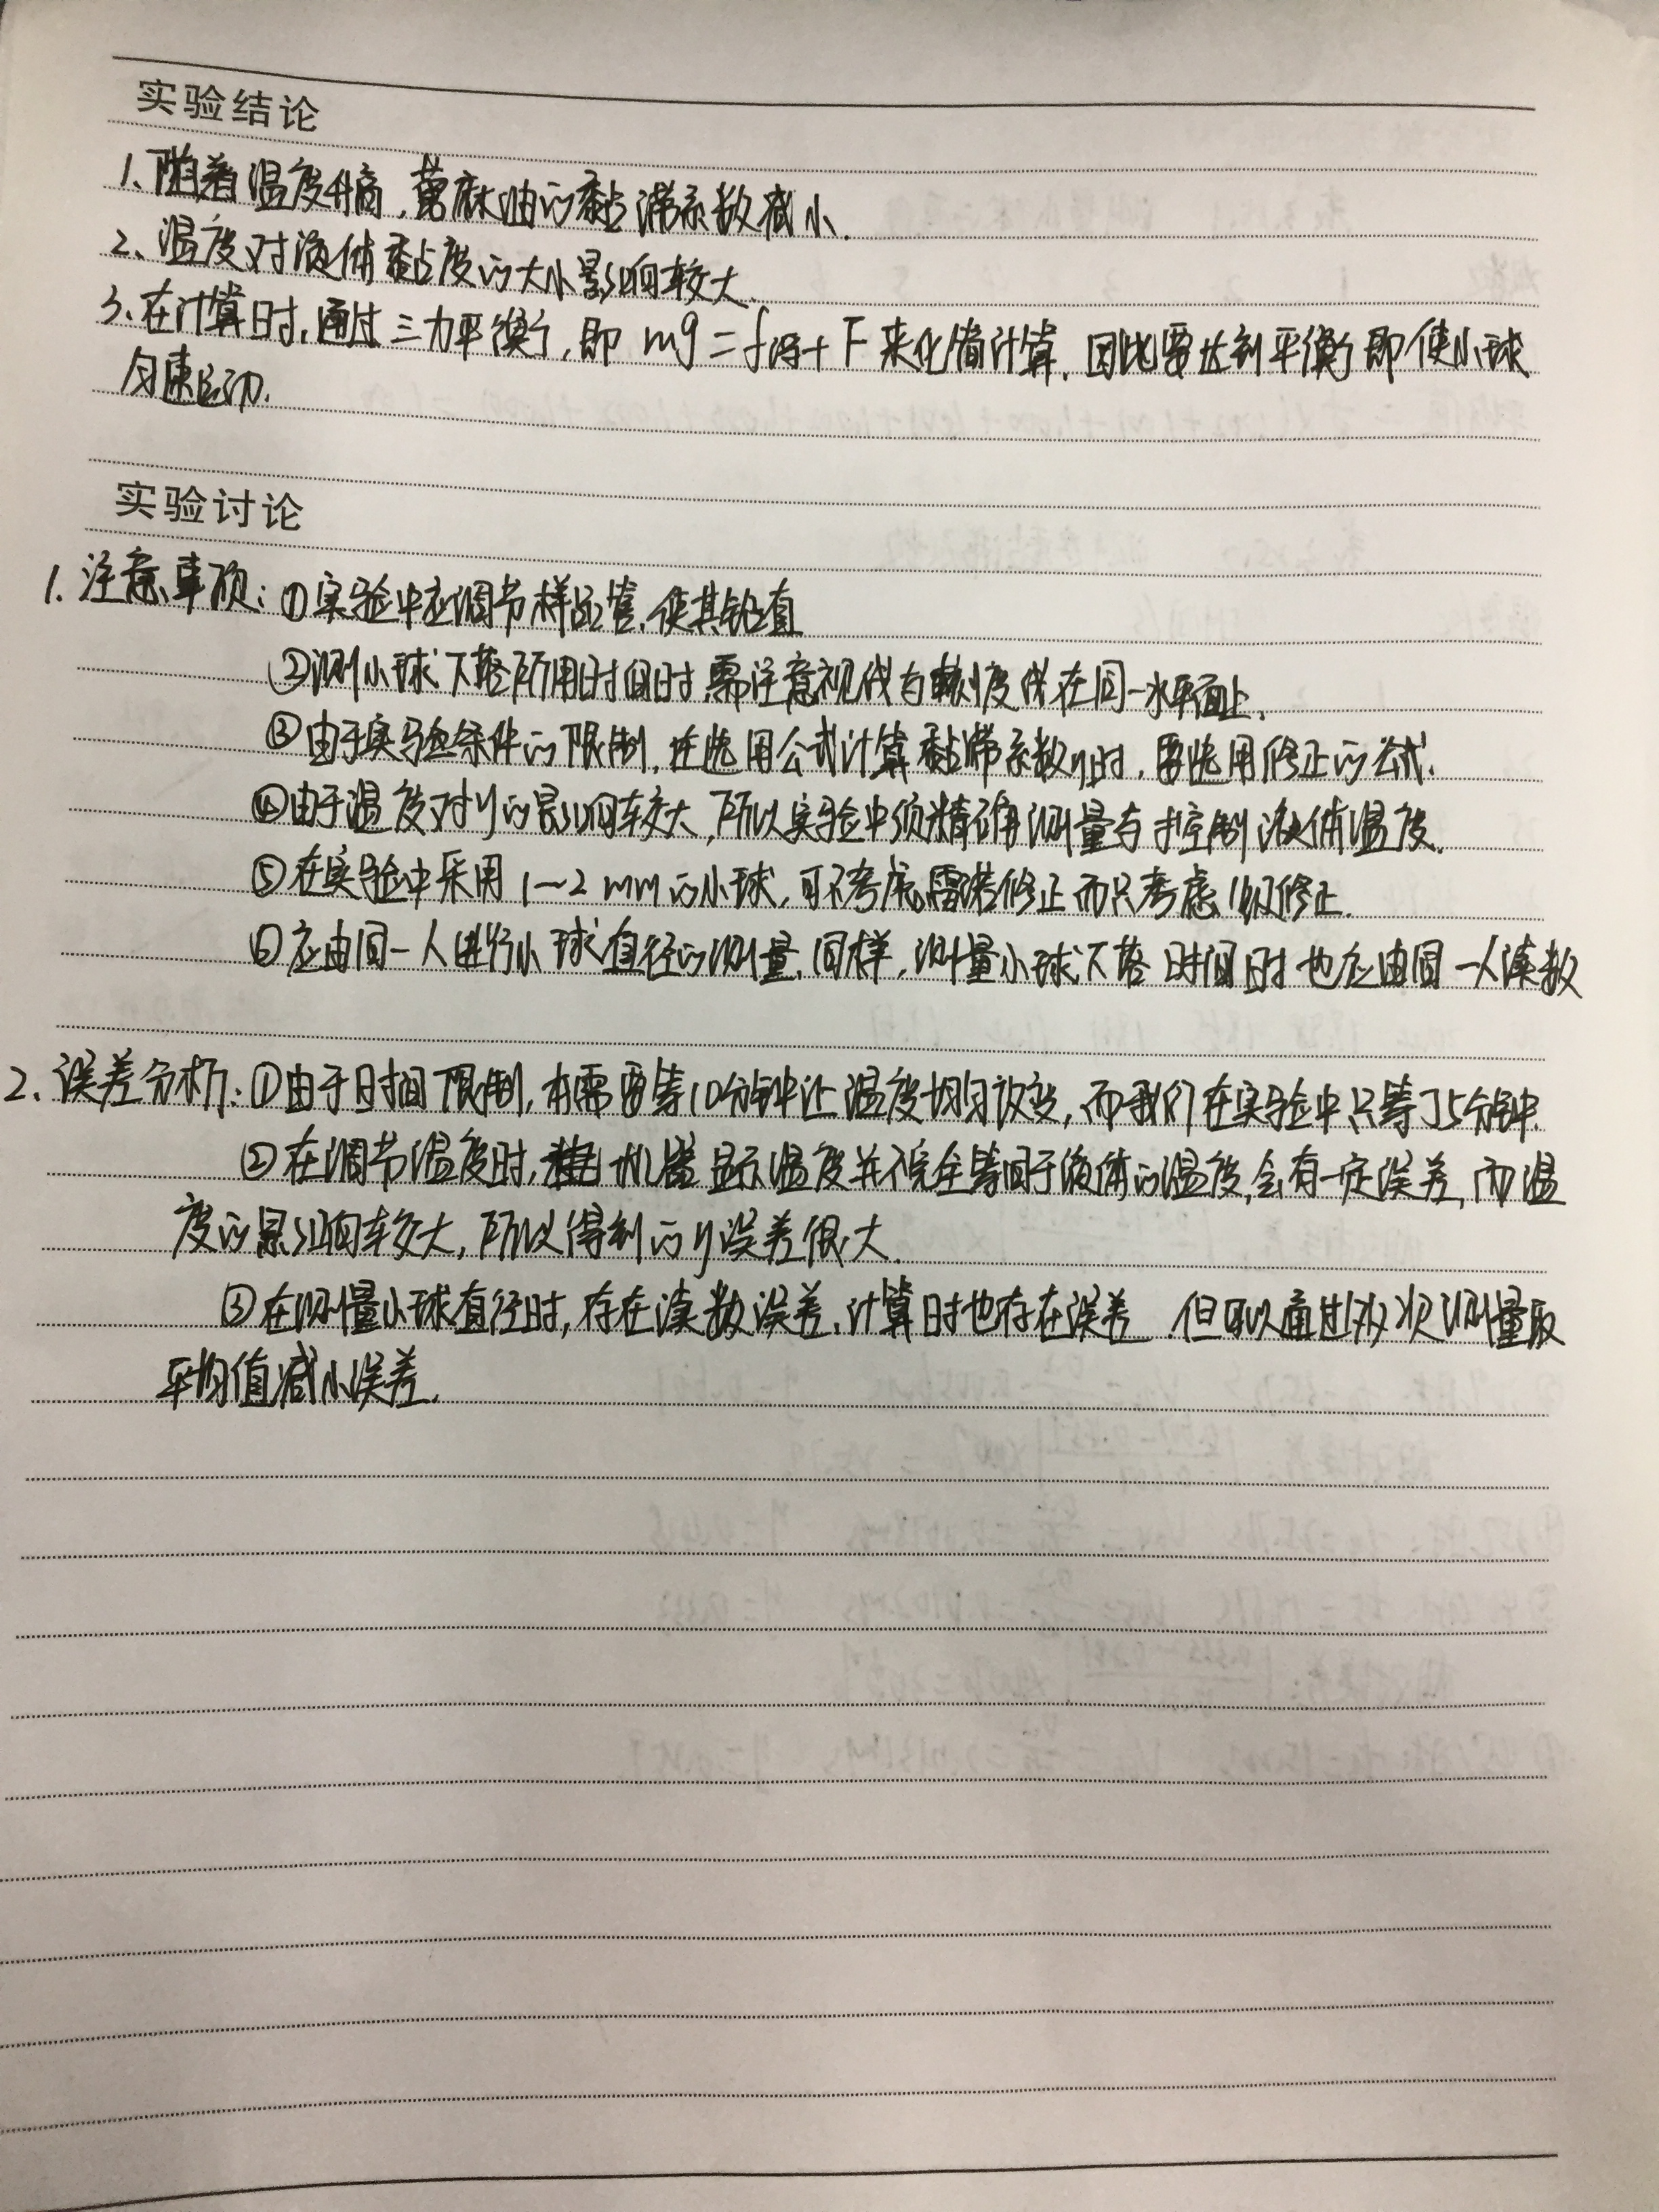 实验结论
1、随着温度升高,蓖麻油的黏滞系数减小.
2、温度对液体黏度的大小影响较大.
3、在计算时,通过三力平衡,即 mg=f浮+F 来化简计算,因此要达到平衡即使小球
匀速运动.
实验讨论
1. 注意事项:①实验中应调节样品管,使其铅直
②测小球下落所用时间时,需注意视线与刻度线在同一水平面上.
③由于实验条件的限制,在选用公式计算黏滞系数η时,要选用修正的公式.
④由于温度对η的影响较大,所以实验中须精确测量与控制液体温度.
⑤在实验中采用 1~2 mm的小球,可不考虑雷诺修正而只考虑1级修正.
⑥应由同一人进行小球直径的测量,同样,测量小球下落时间时也应由同一人读数
2、误差分析:①由于时间限制,本需要等10分钟让温度均匀改变,而我们在实验中只等了5分钟.
②在调节温度时,机器显示温度并不完全等同于液体的温度,会有一定误差,而温
度的影响较大,所以得到的η误差很大.
③在测量小球直径时,存在读数误差,计算时也存在误差.但可以通过多次测量取
平均值减小误差.